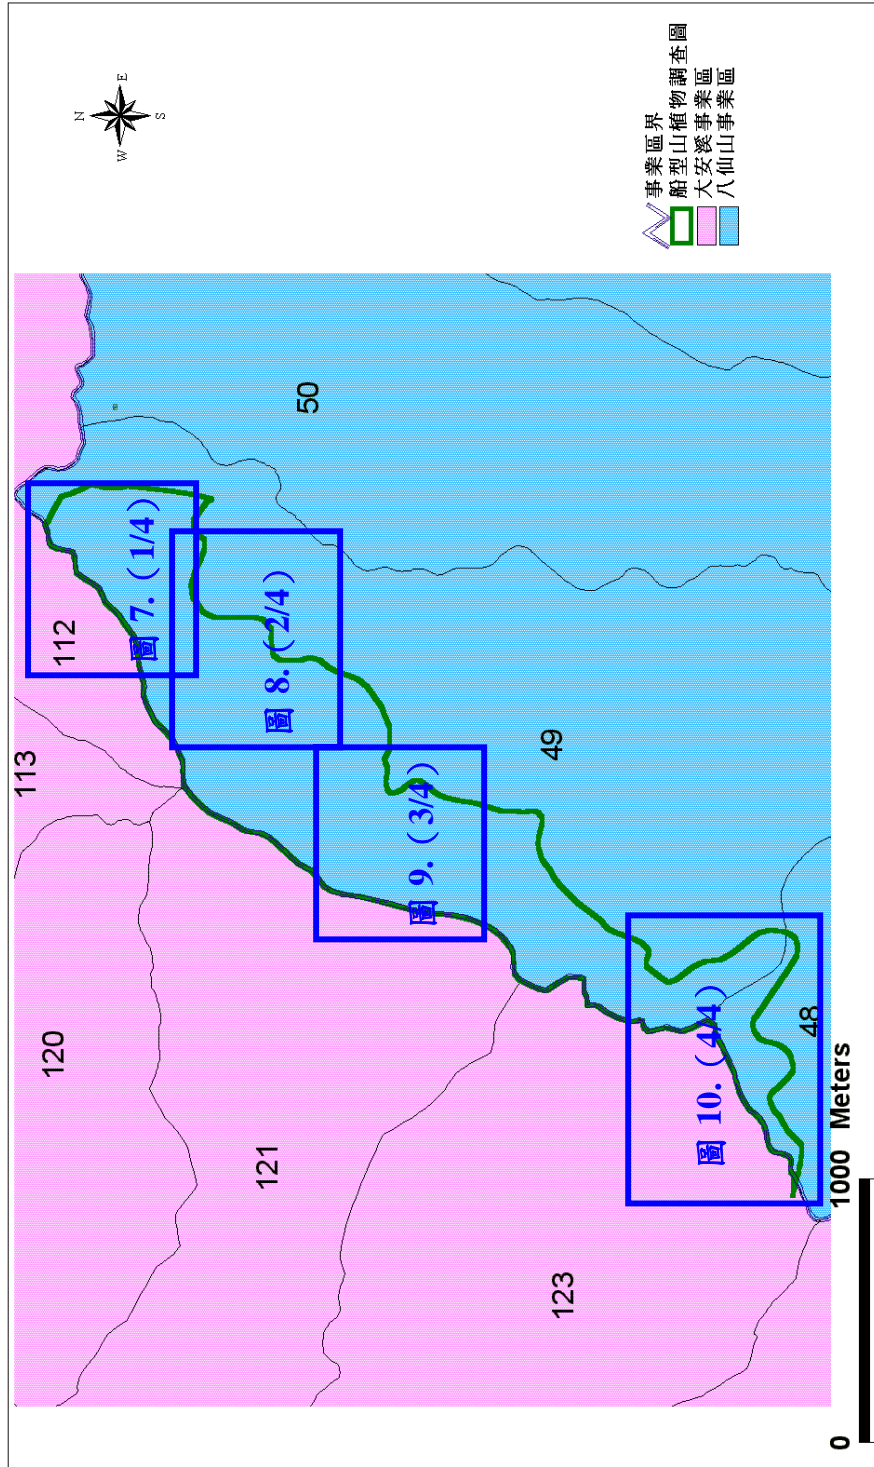 N
E
S
W
事業區界
船型山植物調查圖
大安溪事業區
八仙山事業區
113
112
圖 7.（1/4）
50
圖 8.（2/4）
120
49
圖 9.（3/4）
121
圖 10.（4/4）
48
123
0
1000 Meters